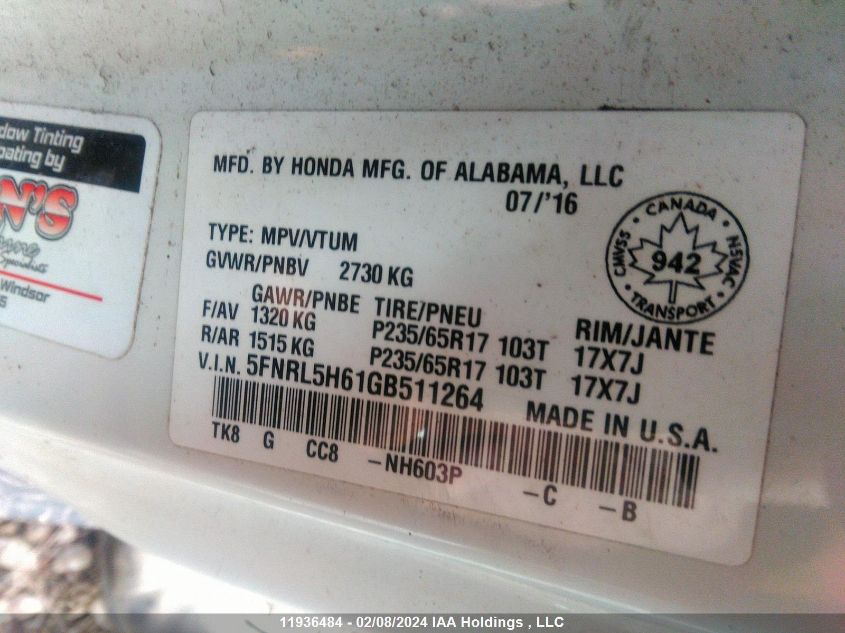 dow Tinting
oating by
N'S
Specialists
Windsor
MFD. BY HONDA MFG. OF ALABAMA, LLC
07/'16
TYPE: MPV/VTUM
GVWR/PNBV 2730 KG
GAWR/PNBE TIRE/PNEU RIM/JANTE
F/AV 1320 KG P235/65R17 103T 17X7J
R/AR 1515 KG P235/65R17 103T 17X7J
V.I.N. 5FNRL5H61GB511264 MADE IN U.S.A.
TK8 G CC8 -NH603P -C -B
CANADA
CMVSS 942 NSVAC
TRANSPORT
11936484 - 02/08/2024 IAA Holdings , LLC